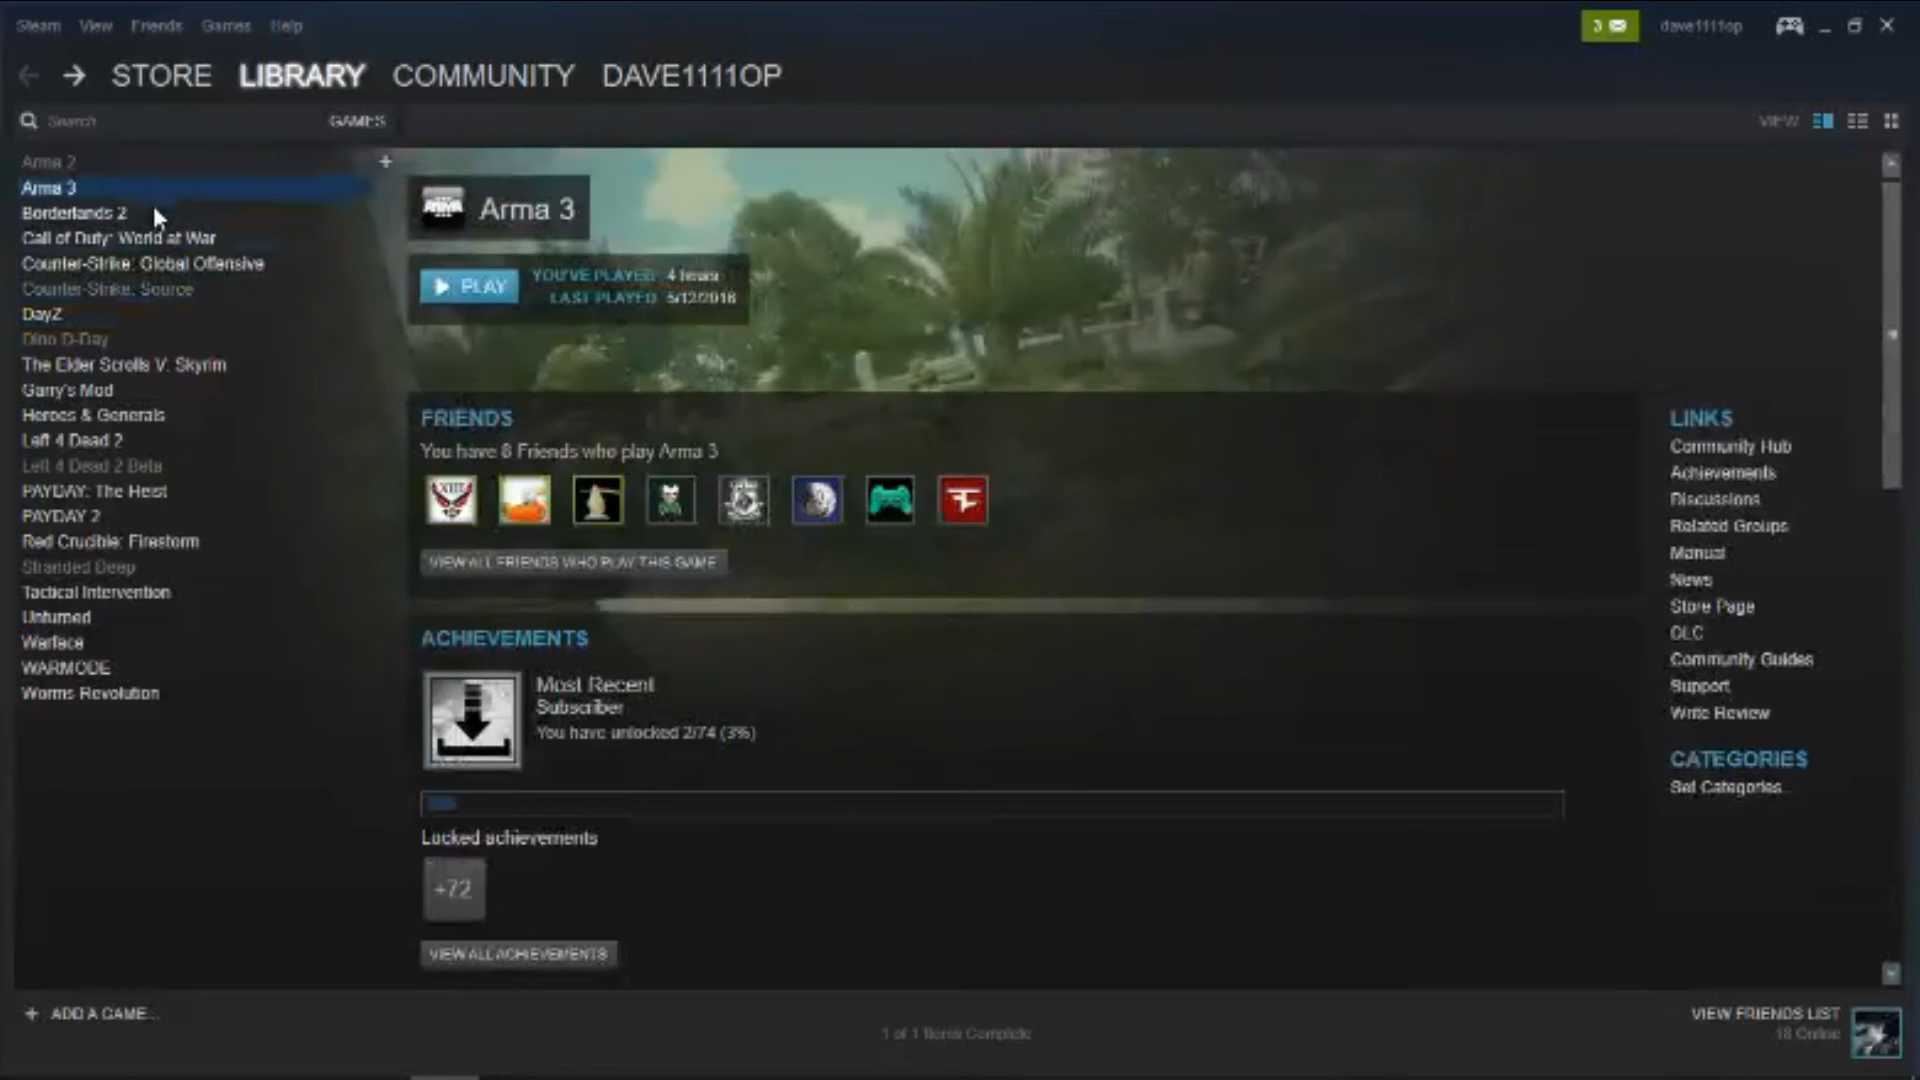 Steam View Friends Games Help
3
dave1111op
STORE LIBRARY COMMUNITY DAVE1111OP
Search
GAMES
VIEW
Arma 2
Arma 3
Borderlands 2
Call of Duty: World at War
Counter-Strike: Global Offensive
Counter-Strike: Source
DayZ
Dino D-Day
The Elder Scrolls V: Skyrim
Garry's Mod
Heroes & Generals
Left 4 Dead 2
Left 4 Dead 2 Beta
PAYDAY: The Heist
PAYDAY 2
Red Crucible: Firestorm
Stranded Deep
Tactical Intervention
Unturned
Warface
WARMODE
Worms Revolution
+ ADD A GAME...
Arma 3
PLAY
YOU'VE PLAYED: 4 hours
LAST PLAYED: 5/12/2016
FRIENDS
You have 8 Friends who play Arma 3
XIII
VIEW ALL FRIENDS WHO PLAY THIS GAME
ACHIEVEMENTS
Most Recent
Subscriber
You have unlocked 2/74 (3%)
Locked achievements
+72
VIEW ALL ACHIEVEMENTS
LINKS
Community Hub
Achievements
Discussions
Related Groups
Manual
News
Store Page
DLC
Community Guides
Support
Write Review
CATEGORIES
Set Categories...
1 of 1 Items Complete
VIEW FRIENDS LIST
18 Online